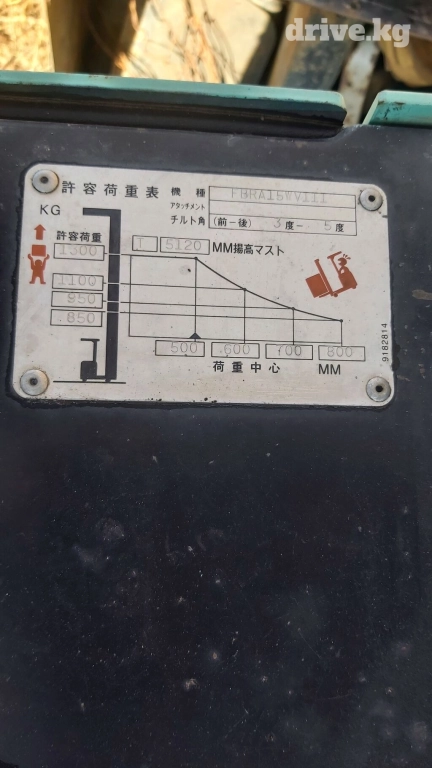 drive.kg
許容荷重表 機種 FBRA15WVIII
アタッチメント
KG チルト角 (前-後) 3度- 5度
許容荷重 T 5120 MM揚高マスト
1300
1100
950
850
500 600 700 800
荷重中心 MM
9182814